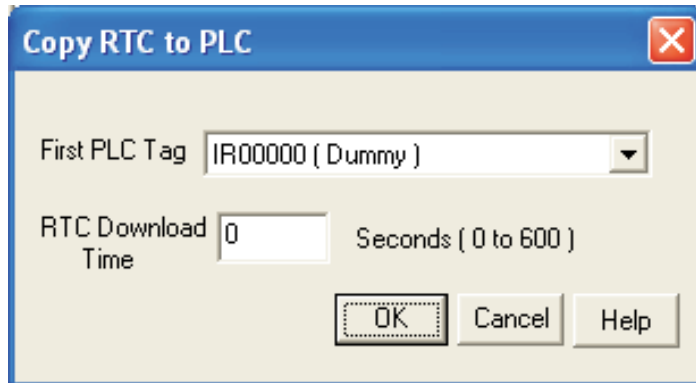 Copy RTC to PLC
First PLC Tag IR00000 ( Dummy )
RTC Download Time 0 Seconds ( 0 to 600 )
OK Cancel Help